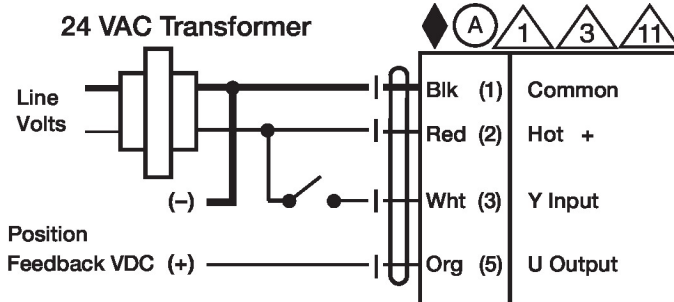 24 VAC Transformer
A 1 3 11
Line
Volts
Blk (1) Common
Red (2) Hot +
(–)
Wht (3) Y Input
Position
Feedback VDC (+)
Org (5) U Output